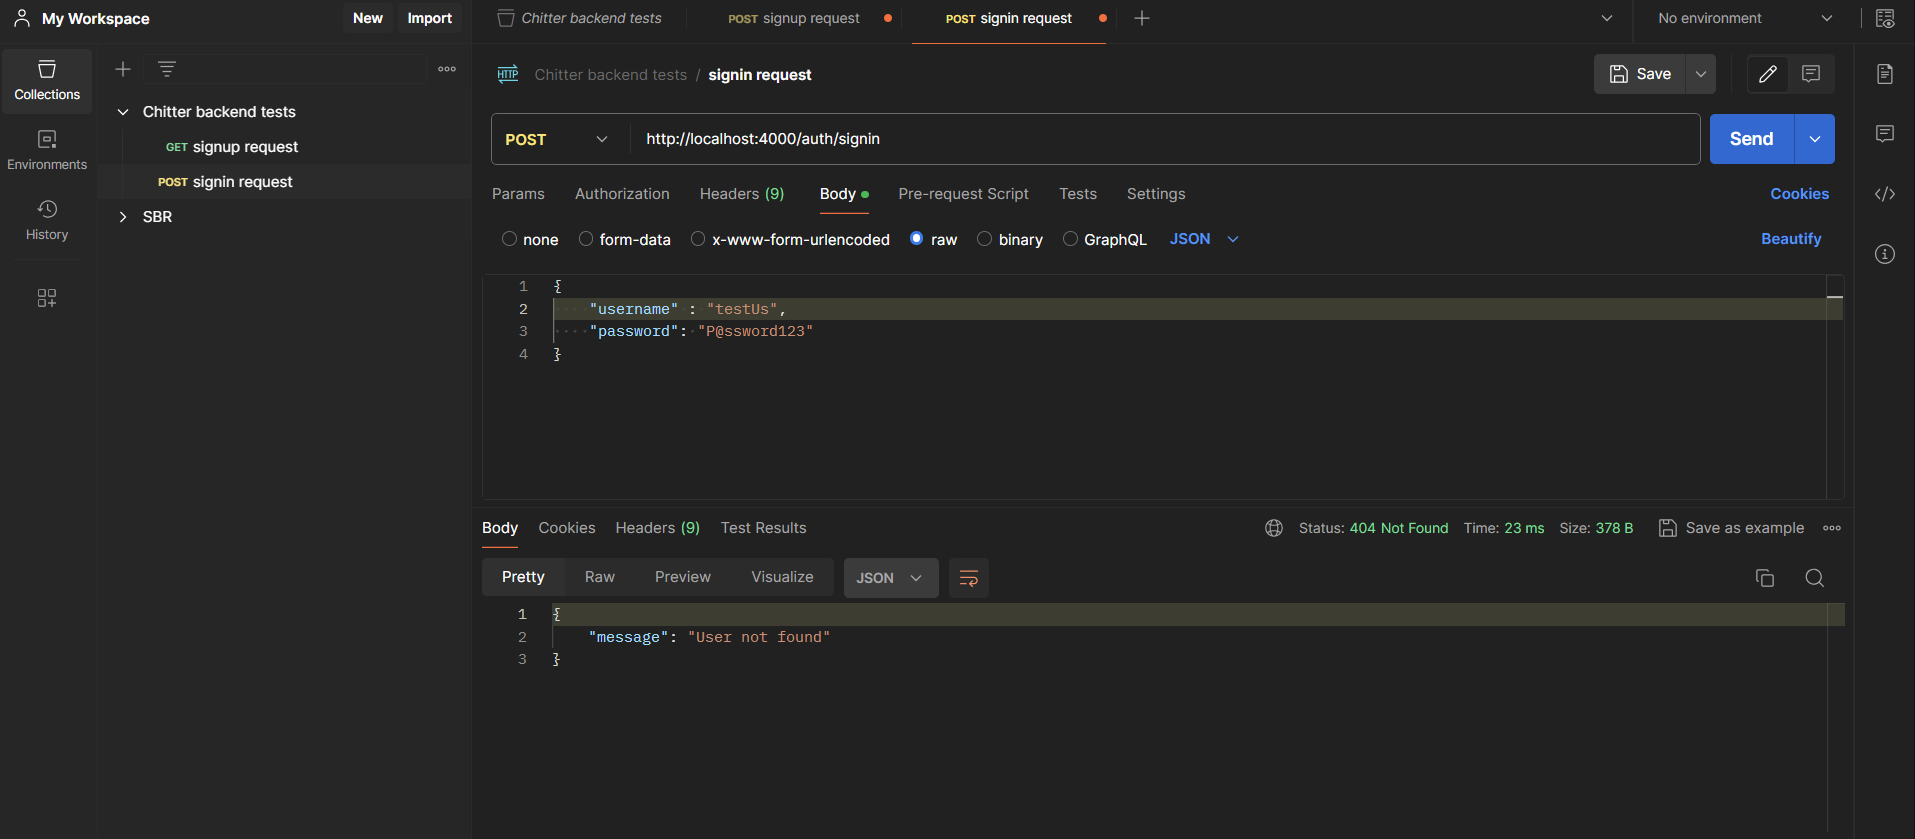 My Workspace
New
Import
Chitter backend tests
POST signup request
POST signin request
No environment
Collections
Environments
History
Chitter backend tests
GET signup request
POST signin request
SBR
HTTP
Chitter backend tests / signin request
Save
POST
http://localhost:4000/auth/signin
Send
Params
Authorization
Headers (9)
Body
Pre-request Script
Tests
Settings
Cookies
none
form-data
x-www-form-urlencoded
raw
binary
GraphQL
JSON
Beautify
1 {
2 "username" : "testUs",
3 "password": "P@ssword123"
4 }
Body
Cookies
Headers (9)
Test Results
Status: 404 Not Found
Time: 23 ms
Size: 378 B
Save as example
Pretty
Raw
Preview
Visualize
JSON
1 {
2 "message": "User not found"
3 }